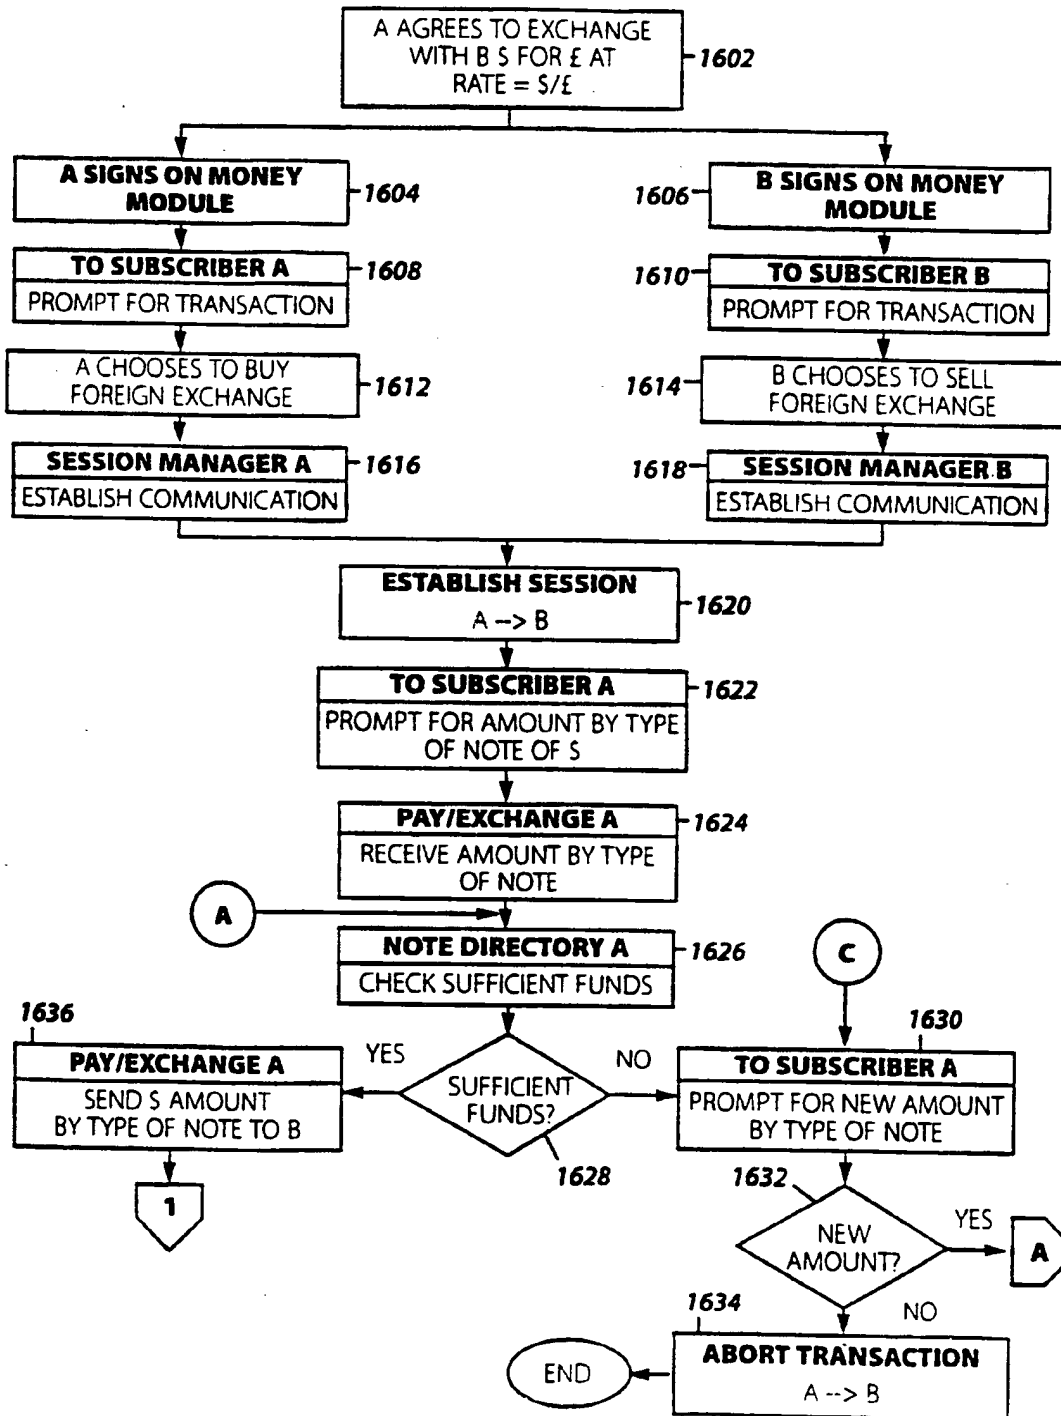 A AGREES TO EXCHANGE
WITH B $ FOR £ AT
RATE = $/£
1602
A SIGNS ON MONEY
MODULE
1604
1606
B SIGNS ON MONEY
MODULE
TO SUBSCRIBER A
PROMPT FOR TRANSACTION
1608
1610
TO SUBSCRIBER B
PROMPT FOR TRANSACTION
A CHOOSES TO BUY
FOREIGN EXCHANGE
1612
1614
B CHOOSES TO SELL
FOREIGN EXCHANGE
SESSION MANAGER A
ESTABLISH COMMUNICATION
1616
1618
SESSION MANAGER B
ESTABLISH COMMUNICATION
ESTABLISH SESSION
A --> B
1620
TO SUBSCRIBER A
PROMPT FOR AMOUNT BY TYPE
OF NOTE OF $
1622
PAY/EXCHANGE A
RECEIVE AMOUNT BY TYPE
OF NOTE
1624
A
NOTE DIRECTORY A
CHECK SUFFICIENT FUNDS
1626
C
1636
PAY/EXCHANGE A
SEND $ AMOUNT
BY TYPE OF NOTE TO B
YES
SUFFICIENT
FUNDS?
NO
1628
1630
TO SUBSCRIBER A
PROMPT FOR NEW AMOUNT
BY TYPE OF NOTE
1
1632
NEW
AMOUNT?
YES
A
NO
1634
ABORT TRANSACTION
A --> B
END